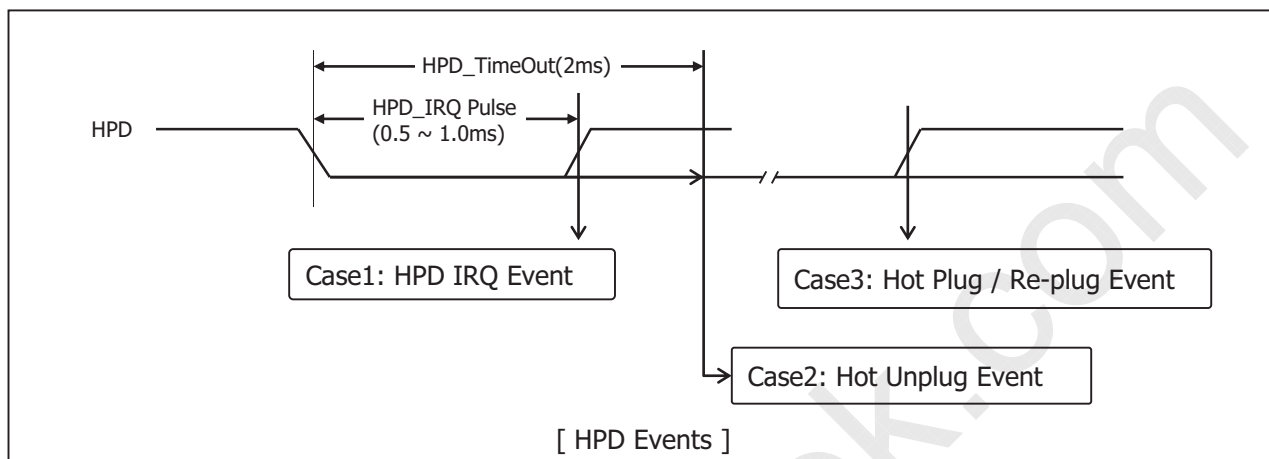 HPD_TimeOut(2ms)
HPD_IRQ Pulse
(0.5 ~ 1.0ms)
HPD
Case1: HPD IRQ Event
Case3: Hot Plug / Re-plug Event
Case2: Hot Unplug Event
[ HPD Events ]
k.com